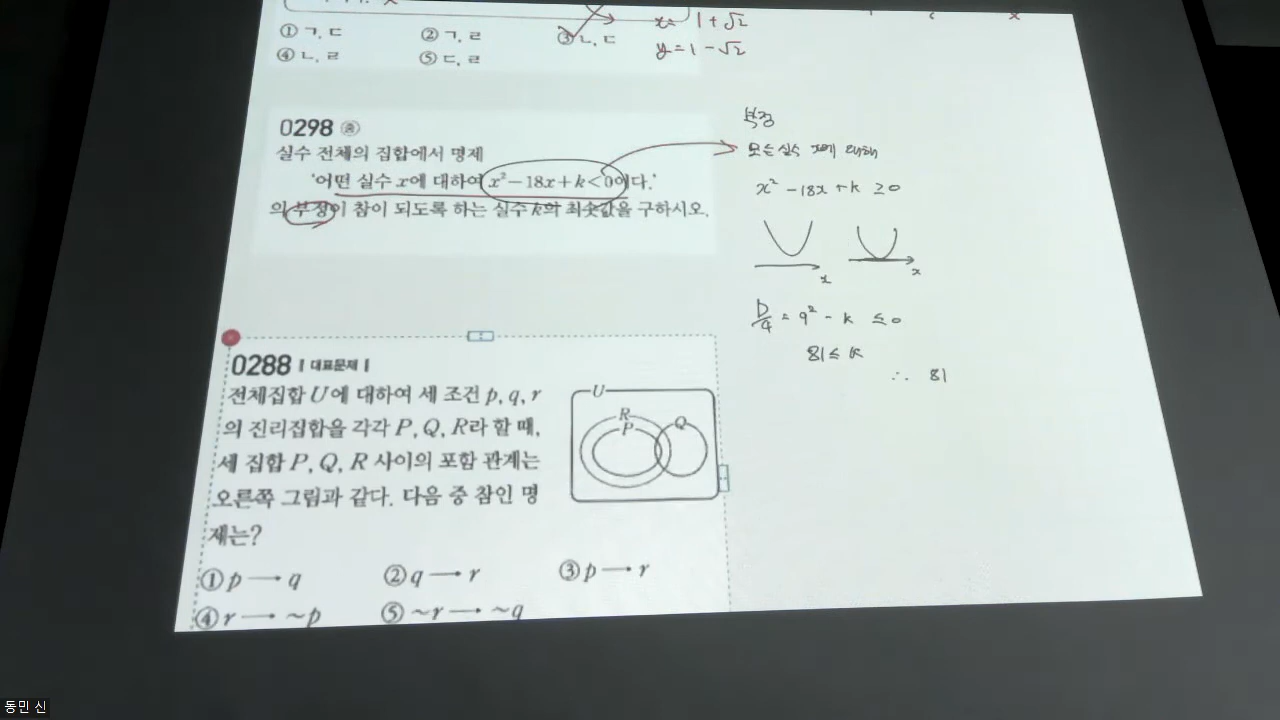 ① ㄱ, ㄷ ② ㄱ, ㄹ ③ ㄴ, ㄷ
④ ㄴ, ㄹ ⑤ ㄷ, ㄹ
x= 1+√2
y=1-√2
0298 중
실수 전체의 집합에서 명제
'어떤 실수 x에 대하여 x²-18x+k<0이다.'
의 부정이 참이 되도록 하는 실수 k의 최솟값을 구하시오.
부정
모든 실수 x에 대해
x²-18x+k ≥0
x x
D/4 = 9² - k ≤0
81≤k
∴ 81
0288 대표문제
전체집합 U에 대하여 세 조건 p, q, r
의 진리집합을 각각 P, Q, R라 할 때,
세 집합 P, Q, R 사이의 포함 관계는
오른쪽 그림과 같다. 다음 중 참인 명
제는?
U
R
P
Q
① p → q ② q → r ③ p → r
④ r → ~p ⑤ ~r → ~q
동민 신